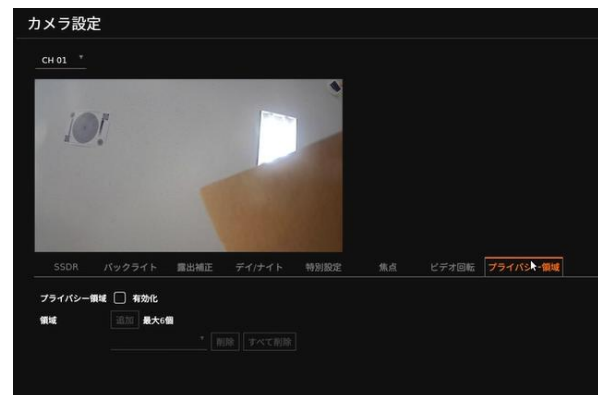 カメラ設定
CH 01
SSDR バックライト 露出補正 デイ/ナイト 特別設定 焦点 ビデオ回転 プライバシー領域
プライバシー領域 有効化
領域 追加 最大6個
削除 すべて削除